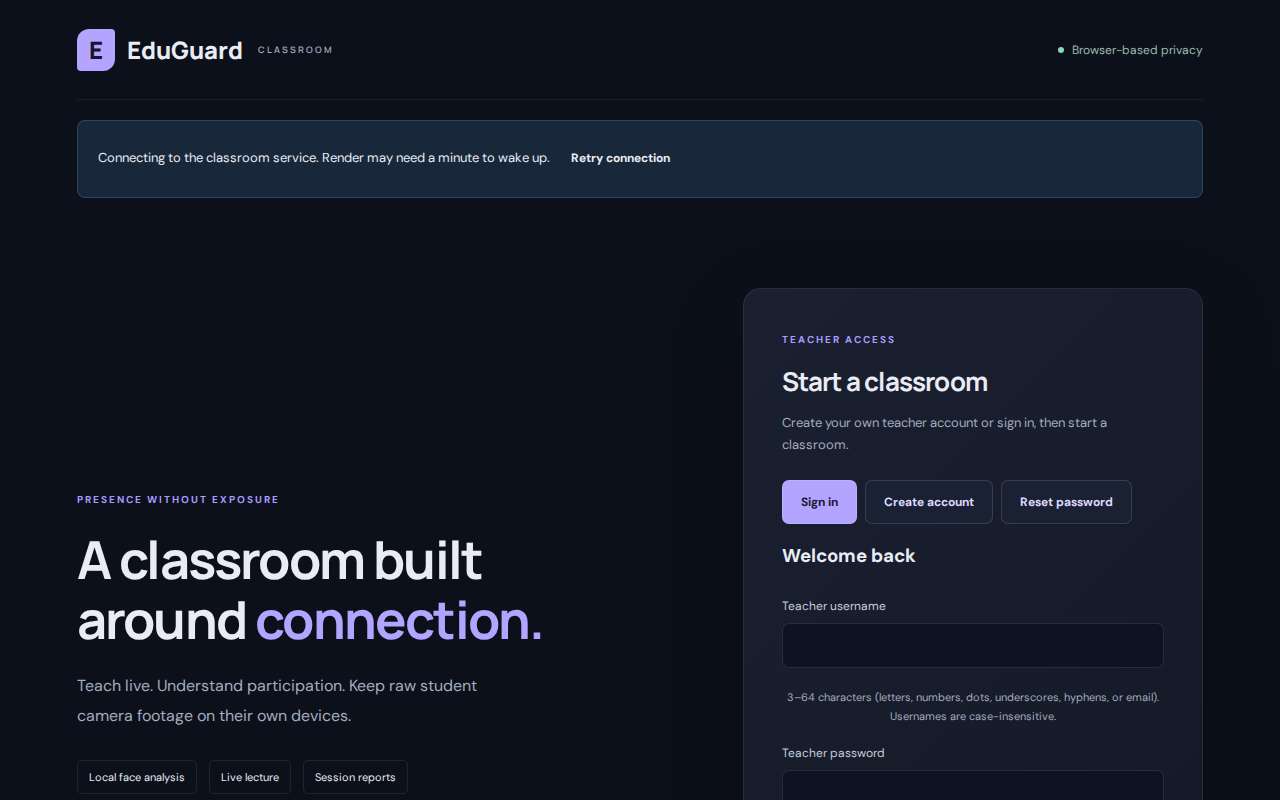 E EduGuard CLASSROOM
Browser-based privacy
Connecting to the classroom service. Render may need a minute to wake up. Retry connection
PRESENCE WITHOUT EXPOSURE
A classroom built
around connection.
Teach live. Understand participation. Keep raw student
camera footage on their own devices.
Local face analysis Live lecture Session reports
TEACHER ACCESS
Start a classroom
Create your own teacher account or sign in, then start a
classroom.
Sign in Create account Reset password
Welcome back
Teacher username
3–64 characters (letters, numbers, dots, underscores, hyphens, or email).
Usernames are case-insensitive.
Teacher password